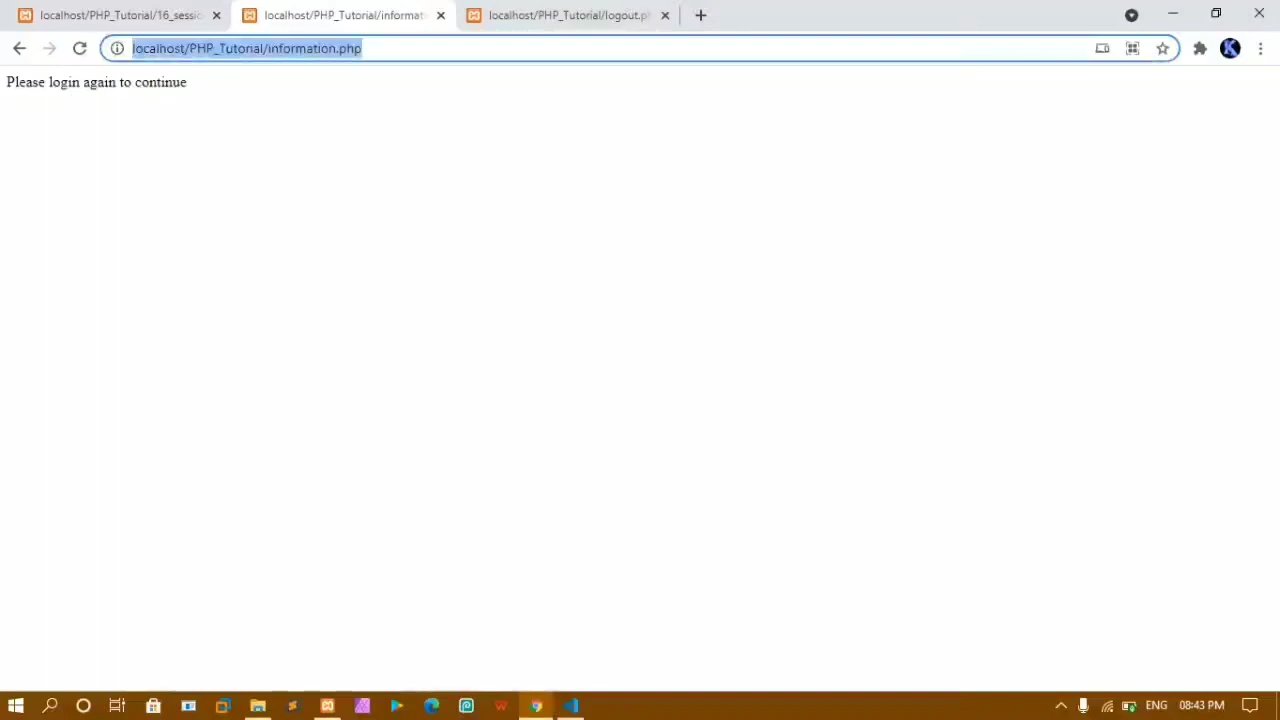 localhost/PHP_Tutorial/16_sessic
localhost/PHP_Tutorial/informat
localhost/PHP_Tutorial/logout.p
localhost/PHP_Tutorial/information.php
K
Please login again to continue
ENG
08:43 PM